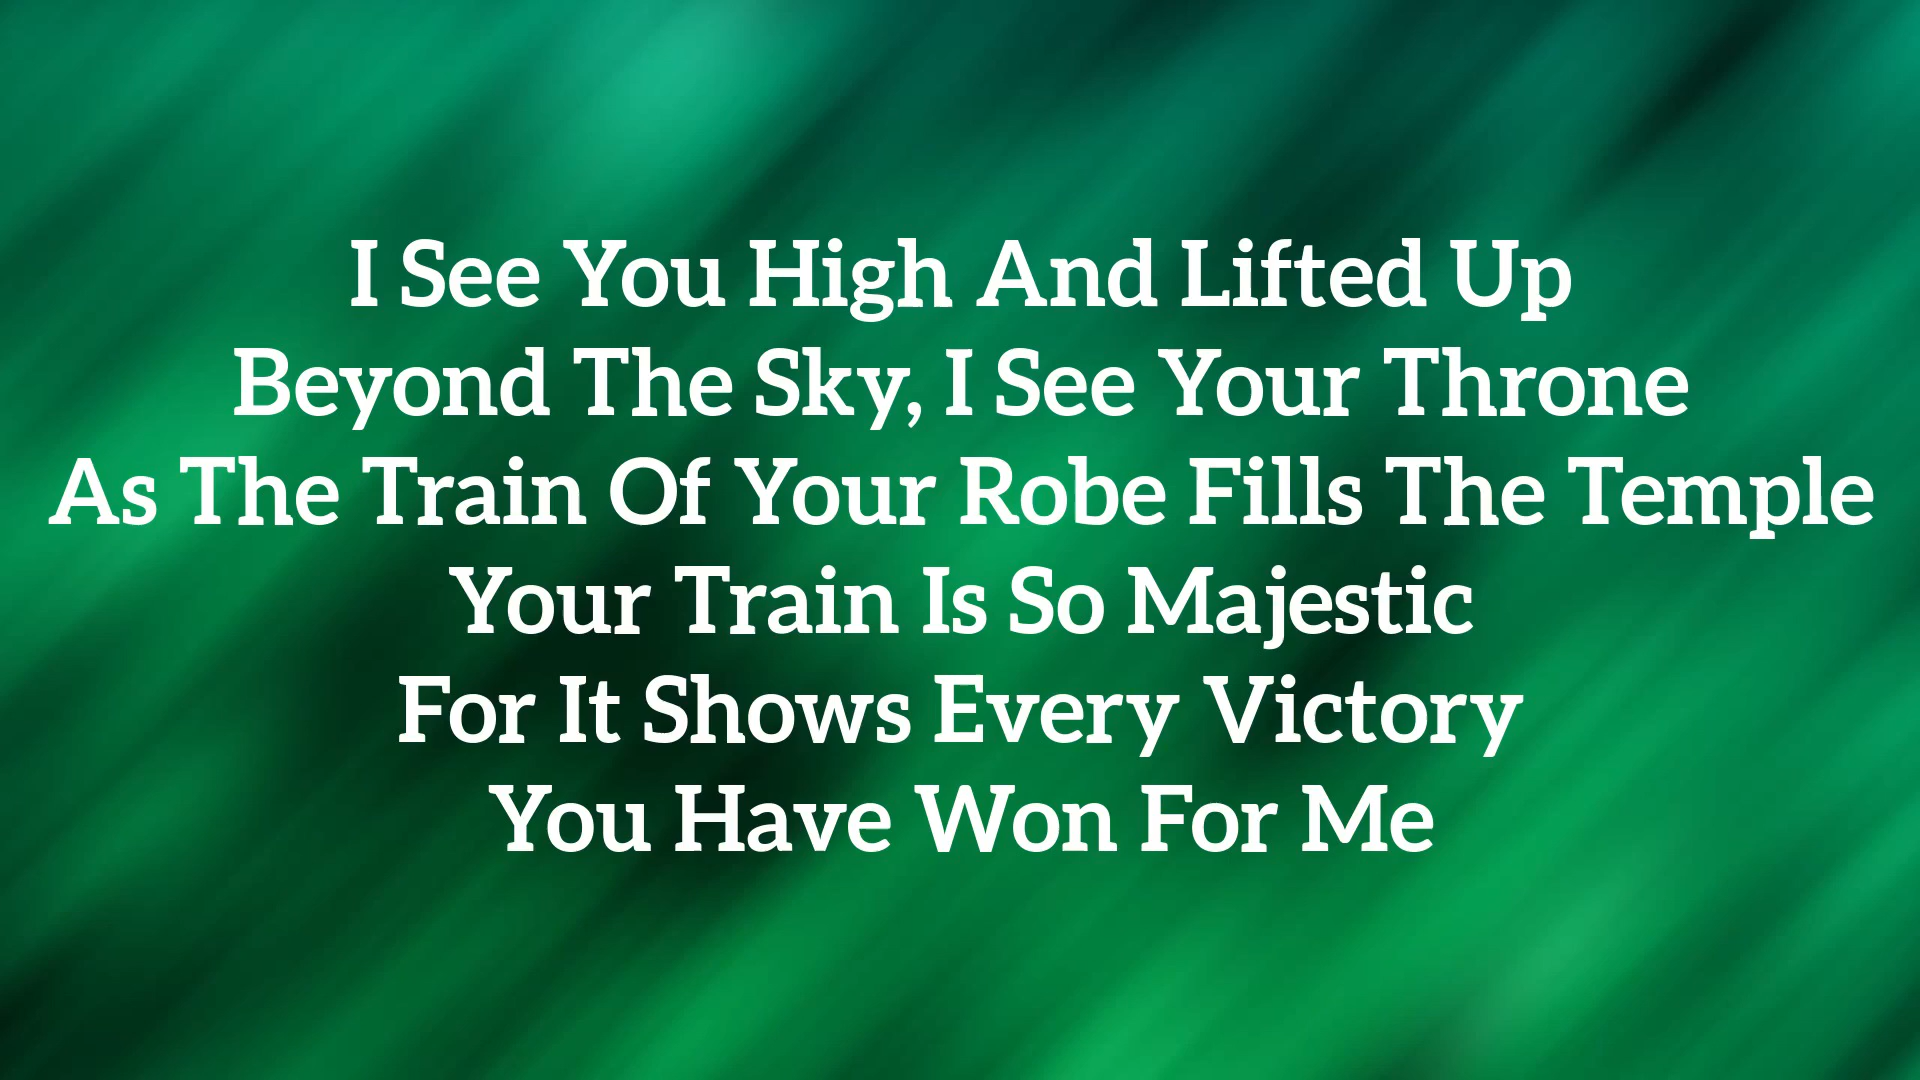 I See You High And Lifted Up
Beyond The Sky, I See Your Throne
As The Train Of Your Robe Fills The Temple
Your Train Is So Majestic
For It Shows Every Victory
You Have Won For Me